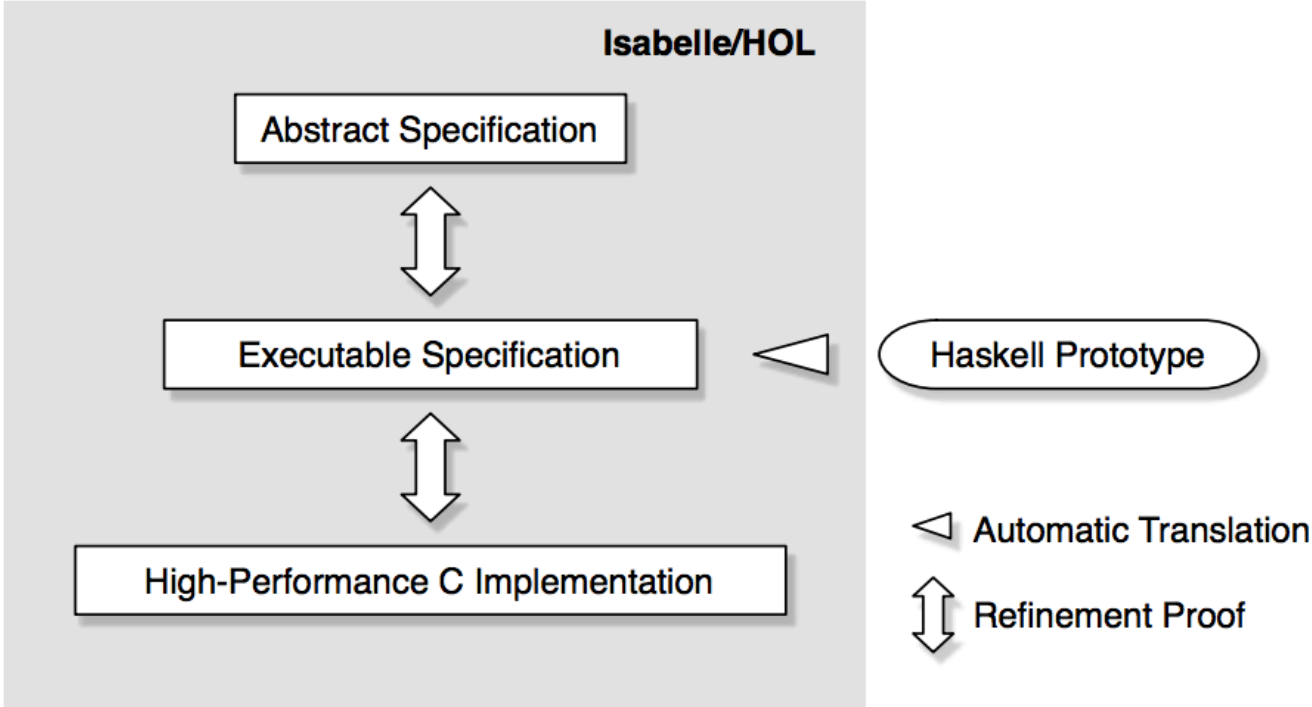 Isabelle/HOL
Abstract Specification
Executable Specification
Haskell Prototype
High-Performance C Implementation
Automatic Translation
Refinement Proof